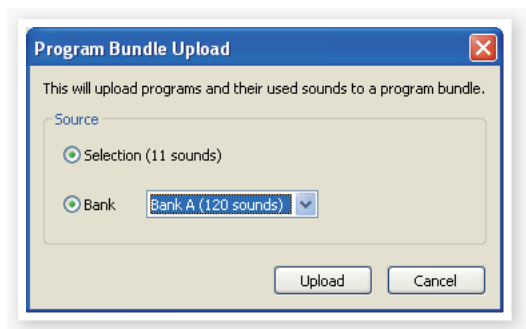 Program Bundle Upload
This will upload programs and their used sounds to a program bundle.
Source
Selection (11 sounds)
Bank Bank A (120 sounds)
Upload Cancel